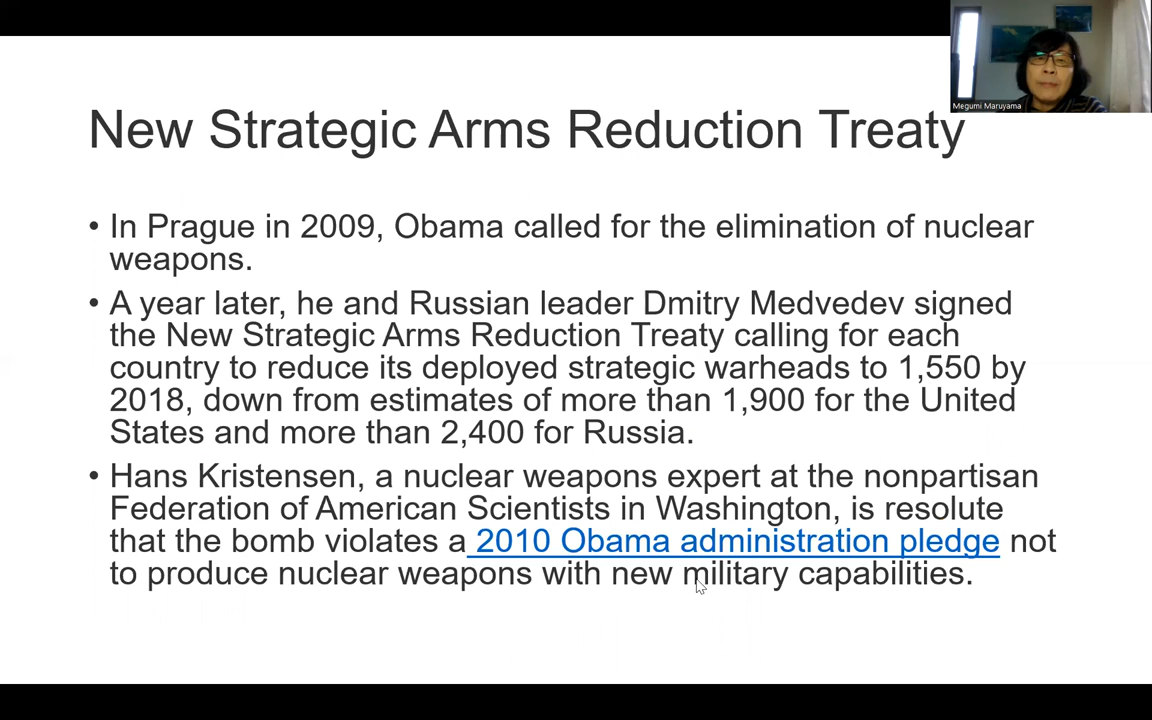 Megumi Maruyama
New Strategic Arms Reduction Treaty
• In Prague in 2009, Obama called for the elimination of nuclear
weapons.
• A year later, he and Russian leader Dmitry Medvedev signed
the New Strategic Arms Reduction Treaty calling for each
country to reduce its deployed strategic warheads to 1,550 by
2018, down from estimates of more than 1,900 for the United
States and more than 2,400 for Russia.
• Hans Kristensen, a nuclear weapons expert at the nonpartisan
Federation of American Scientists in Washington, is resolute
that the bomb violates a 2010 Obama administration pledge not
to produce nuclear weapons with new military capabilities.